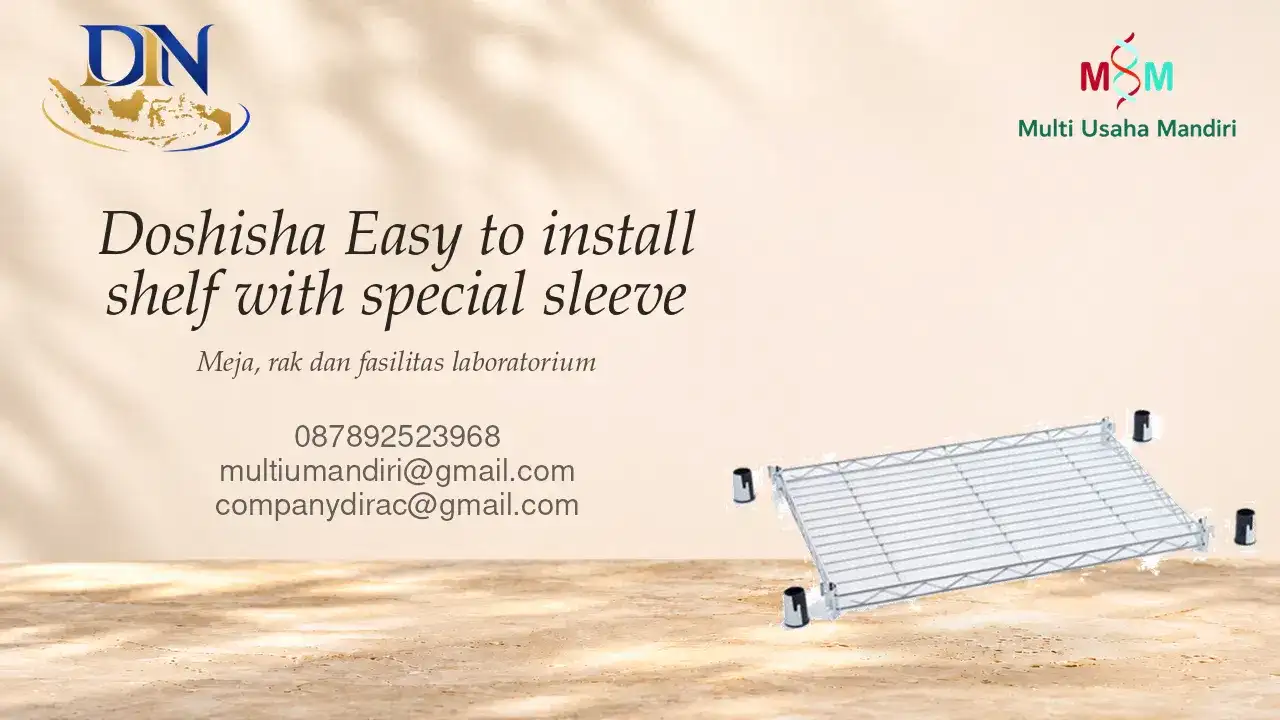 DIN
M M
Multi Usaha Mandiri
Doshisha Easy to install
shelf with special sleeve
Meja, rak dan fasilitas laboratorium
087892523968
multiumandiri@gmail.com
companydirac@gmail.com